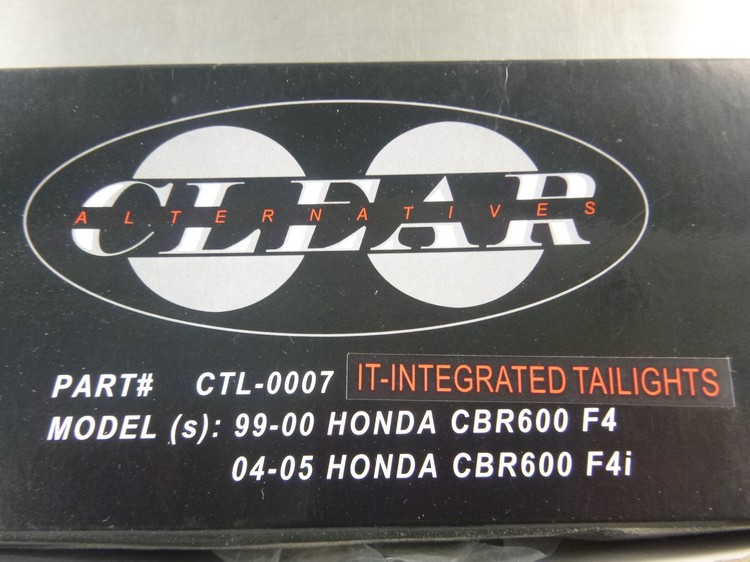 CLEAR
ALTERNATIVES
PART# CTL-0007 IT-INTEGRATED TAILIGHTS
MODEL (s): 99-00 HONDA CBR600 F4
04-05 HONDA CBR600 F4i